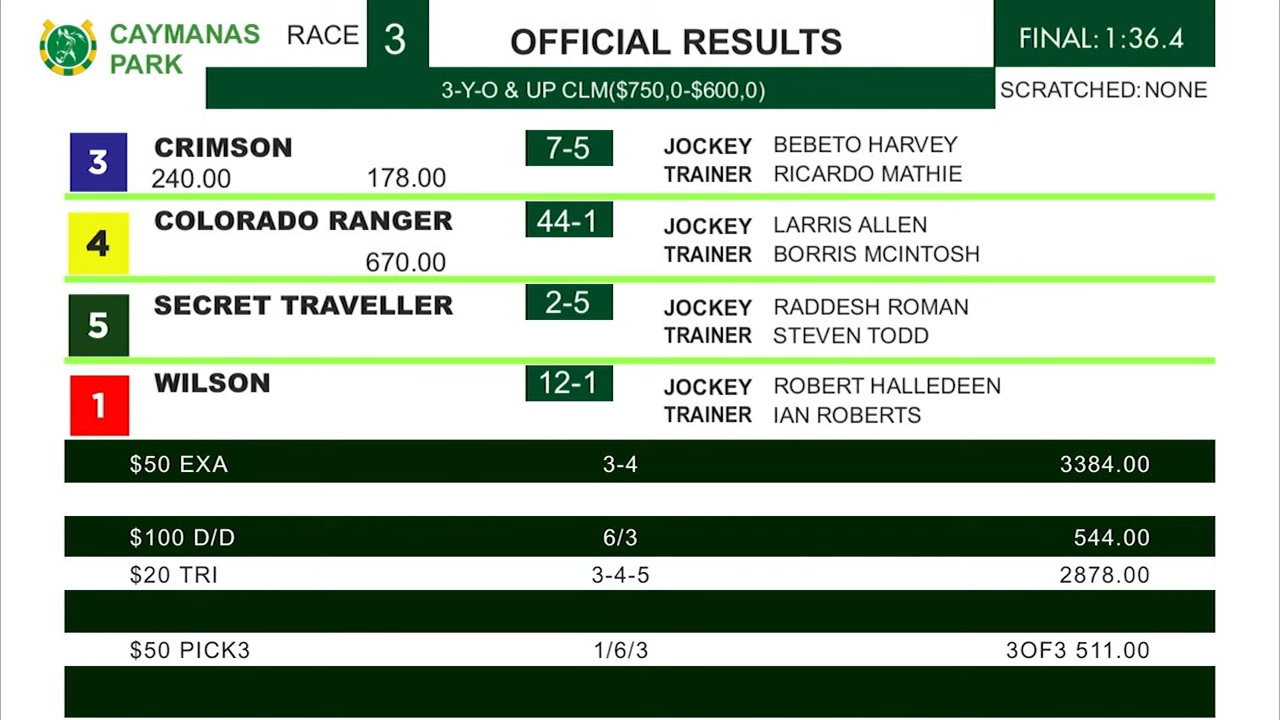 CAYMANAS PARK
RACE 3
OFFICIAL RESULTS
FINAL: 1:36.4
3-Y-O & UP CLM($750,0-$600,0)
SCRATCHED: NONE
3 CRIMSON 7-5 JOCKEY BEBETO HARVEY
240.00 178.00 TRAINER RICARDO MATHIE
4 COLORADO RANGER 44-1 JOCKEY LARRIS ALLEN
670.00 TRAINER BORRIS MCINTOSH
5 SECRET TRAVELLER 2-5 JOCKEY RADDESH ROMAN
TRAINER STEVEN TODD
1 WILSON 12-1 JOCKEY ROBERT HALLEDEEN
TRAINER IAN ROBERTS
$50 EXA 3-4 3384.00
$100 D/D 6/3 544.00
$20 TRI 3-4-5 2878.00
$50 PICK3 1/6/3 3OF3 511.00